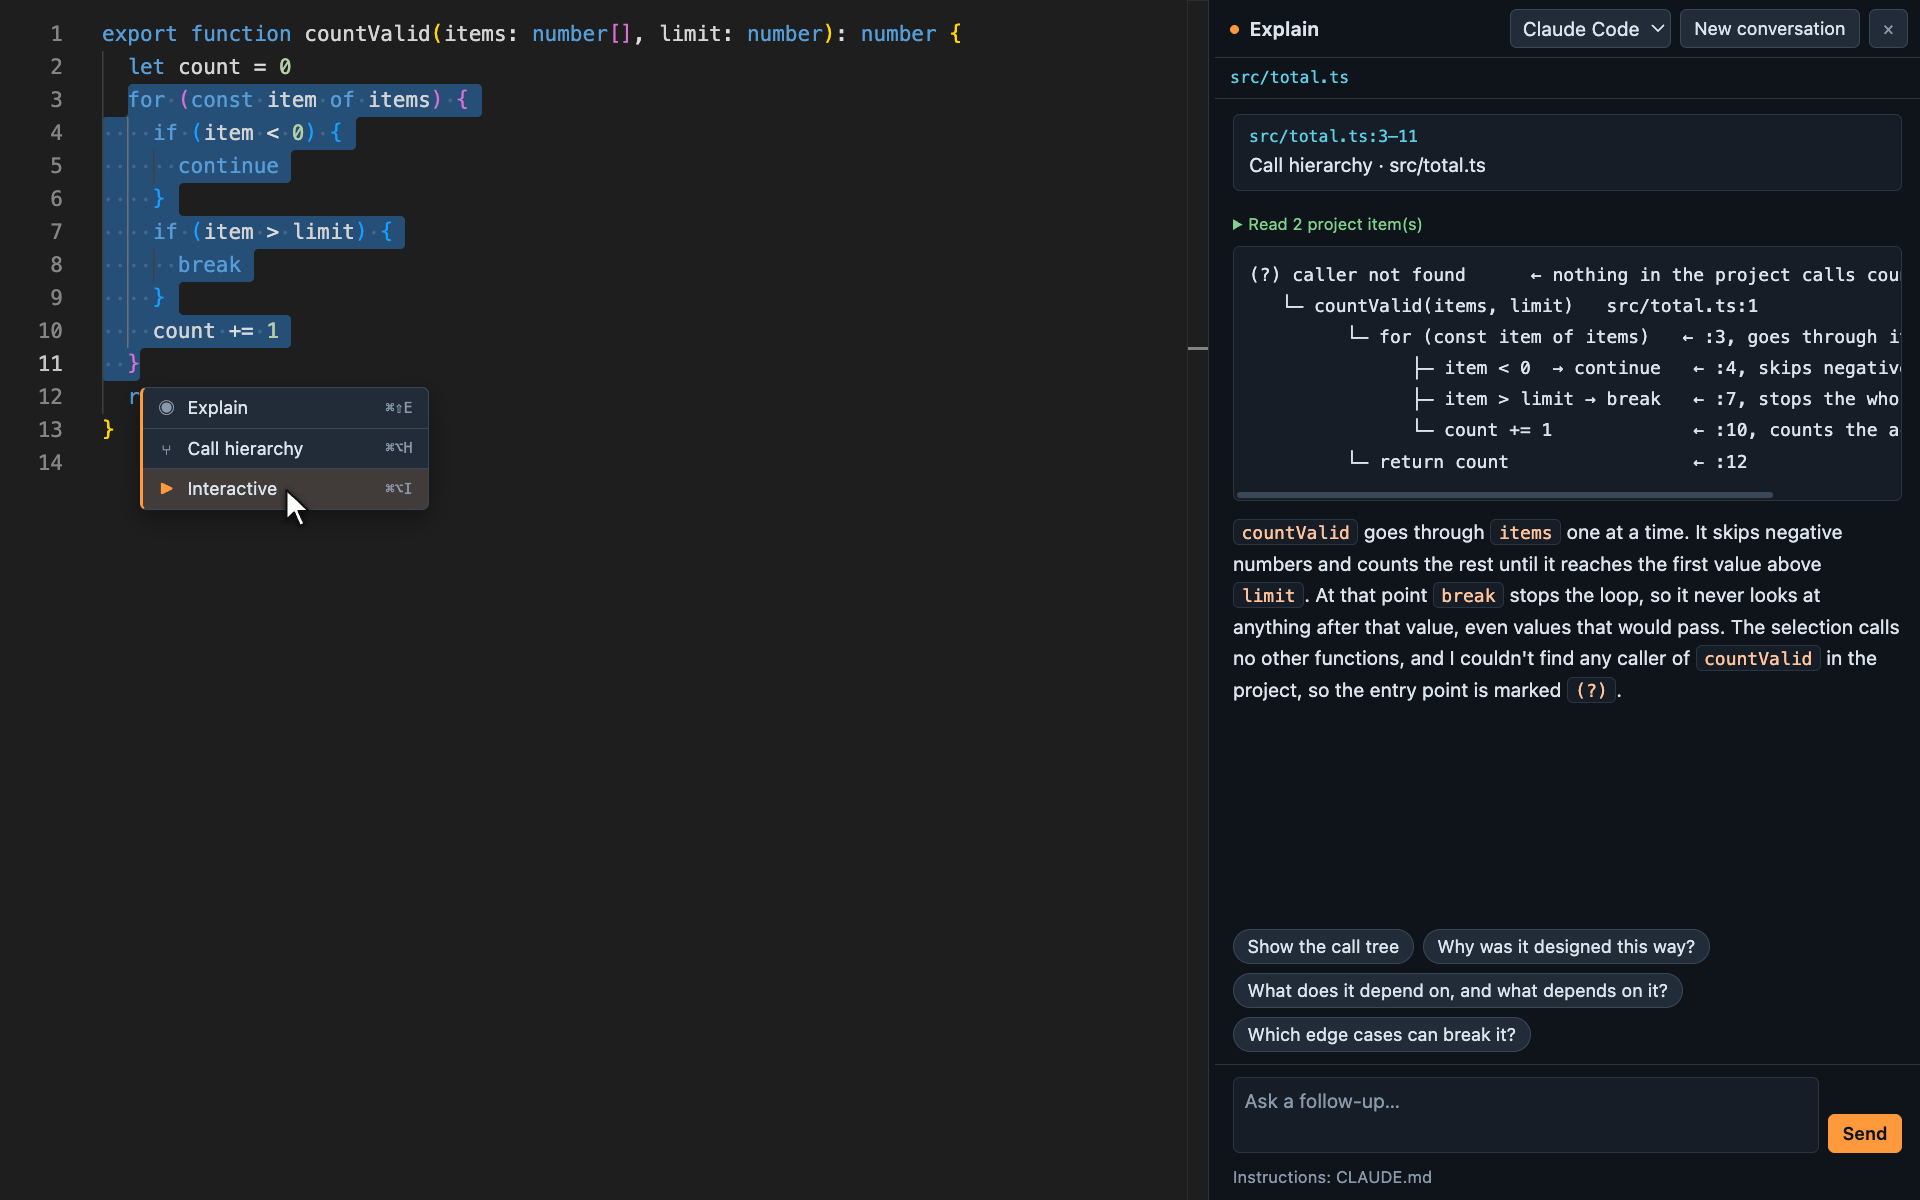 1 export function countValid(items: number[], limit: number): number {
2 let count = 0
3 for (const item of items) {
4 if (item < 0) {
5 continue
6 }
7 if (item > limit) {
8 break
9 }
10 count += 1
11 }
12 r
13 }
14
Explain ⌘⇧E
Call hierarchy ⌘⌥H
Interactive ⌘⌥I
Explain Claude Code New conversation ×
src/total.ts
src/total.ts:3–11
Call hierarchy · src/total.ts
▶ Read 2 project item(s)
(?) caller not found ← nothing in the project calls cou
└─ countValid(items, limit) src/total.ts:1
└─ for (const item of items) ← :3, goes through i
├─ item < 0 → continue ← :4, skips negativ
├─ item > limit → break ← :7, stops the who
└─ count += 1 ← :10, counts the a
└─ return count ← :12
countValid goes through items one at a time. It skips negative
numbers and counts the rest until it reaches the first value above
limit. At that point break stops the loop, so it never looks at
anything after that value, even values that would pass. The selection calls
no other functions, and I couldn't find any caller of countValid in the
project, so the entry point is marked (?).
Show the call tree Why was it designed this way?
What does it depend on, and what depends on it?
Which edge cases can break it?
Ask a follow-up...
Send
Instructions: CLAUDE.md